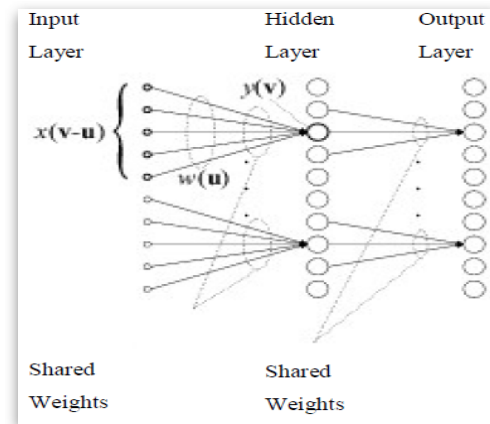 Input Hidden Output
Layer Layer Layer
y(v)
x(v-u)
w(u)
Shared Shared
Weights Weights